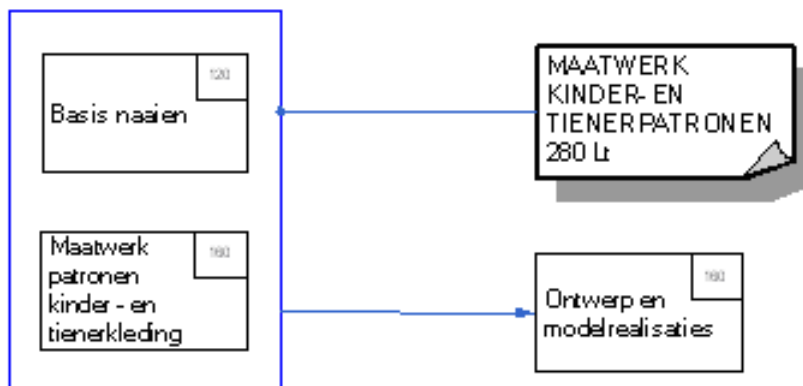 120
Basis naaien
MAATWERK
KINDER- EN
TIENERPATRONEN
280 Lt
160
Maatwerk
patronen
kinder - en
tienerkleding
160
Ontwerp en
modelrealisaties